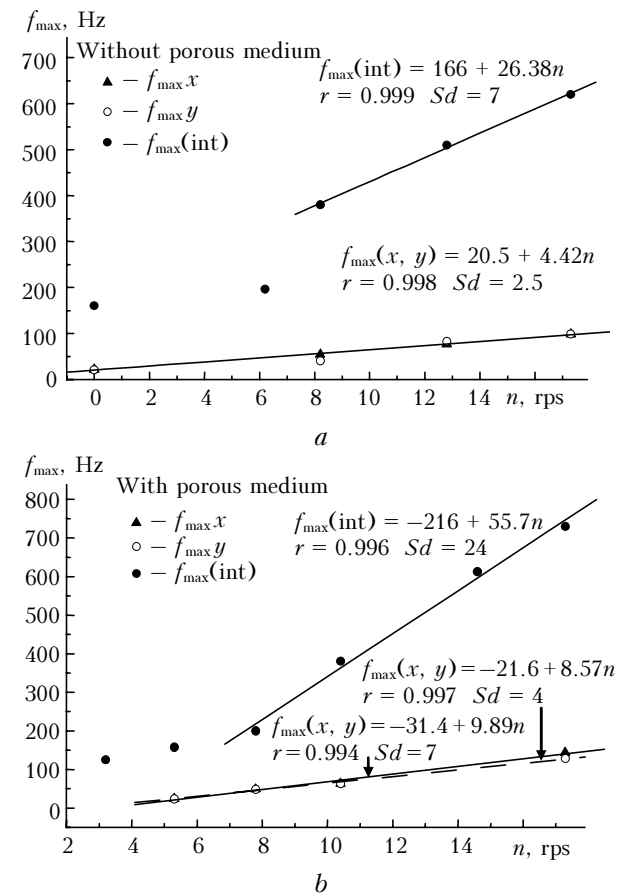 f_max, Hz
700
Without porous medium
▲ – f_max x
f_max(int) = 166 + 26.38n
600
○ – f_max y
r = 0.999 Sd = 7
500
● – f_max(int)
400
300
f_max(x, y) = 20.5 + 4.42n
200
r = 0.998 Sd = 2.5
100
0
0 2 4 6 8 10 12 14 n, rps
a
f_max, Hz
800
With porous medium
700
▲ – f_max x
f_max(int) = −216 + 55.7n
○ – f_max y
r = 0.996 Sd = 24
600
● – f_max(int)
500
400
f_max(x, y) = −21.6 + 8.57n
300
r = 0.997 Sd = 4
200
f_max(x, y) = −31.4 + 9.89n
r = 0.994 Sd = 7
100
0
2 4 6 8 10 12 14 n, rps
b